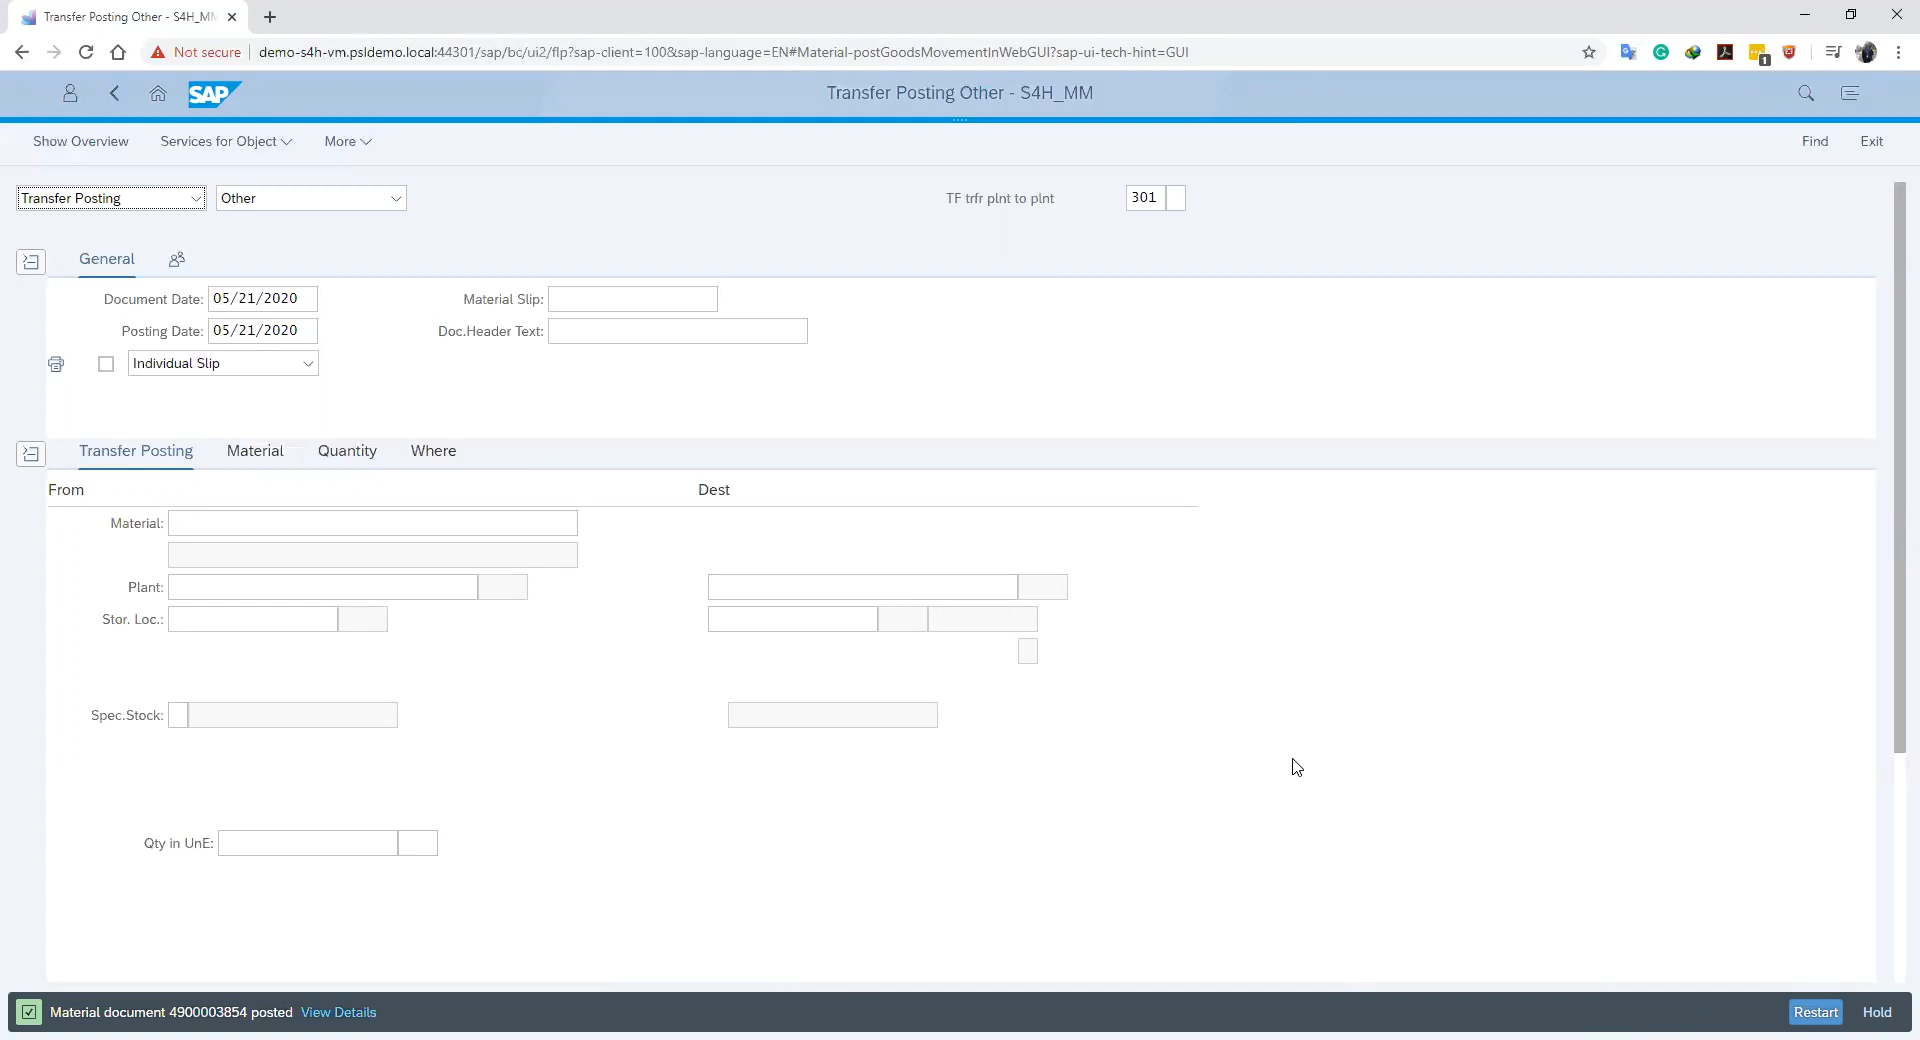 Transfer Posting Other - S4H_MM
Not secure
demo-s4h-vm.psldemo.local:44301/sap/bc/ui2/flp?sap-client=100&sap-language=EN#Material-postGoodsMovementInWebGUI?sap-ui-tech-hint=GUI
1
SAP
Transfer Posting Other - S4H_MM
Show Overview
Services for Object
More
Find
Exit
Transfer Posting
Other
TF trfr plnt to plnt
301
General
Document Date: 05/21/2020
Material Slip:
Posting Date: 05/21/2020
Doc.Header Text:
Individual Slip
Transfer Posting
Material
Quantity
Where
From
Dest
Material:
Plant:
Stor. Loc.:
Spec.Stock:
Qty in UnE:
Material document 4900003854 posted View Details
Restart
Hold